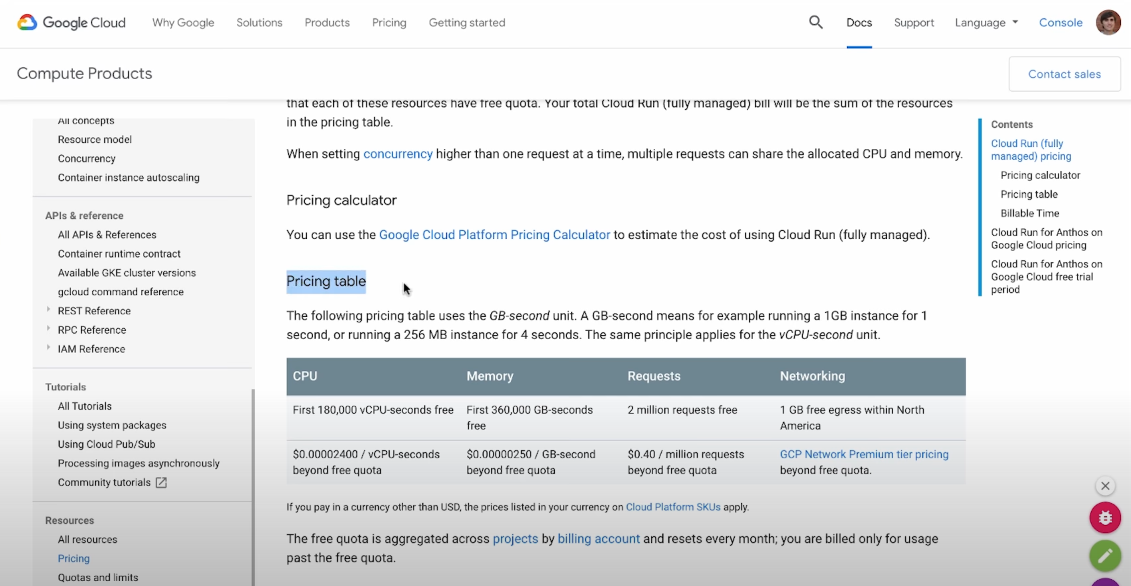 Google Cloud
Why Google
Solutions
Products
Pricing
Getting started
Docs
Support
Language
Console
Compute Products
Contact sales
All concepts
Resource model
Concurrency
Container instance autoscaling
APIs & reference
All APIs & References
Container runtime contract
Available GKE cluster versions
gcloud command reference
REST Reference
RPC Reference
IAM Reference
Tutorials
All Tutorials
Using system packages
Using Cloud Pub/Sub
Processing images asynchronously
Community tutorials
Resources
All resources
Pricing
Quotas and limits
that each of these resources have free quota. Your total Cloud Run (fully managed) bill will be the sum of the resources
in the pricing table.
When setting concurrency higher than one request at a time, multiple requests can share the allocated CPU and memory.
Pricing calculator
You can use the Google Cloud Platform Pricing Calculator to estimate the cost of using Cloud Run (fully managed).
Pricing table
The following pricing table uses the GB-second unit. A GB-second means for example running a 1GB instance for 1
second, or running a 256 MB instance for 4 seconds. The same principle applies for the vCPU-second unit.
CPU
Memory
Requests
Networking
First 180,000 vCPU-seconds free
First 360,000 GB-seconds
free
2 million requests free
1 GB free egress within North
America
$0.00002400 / vCPU-seconds
beyond free quota
$0.00000250 / GB-second
beyond free quota
$0.40 / million requests
beyond free quota
GCP Network Premium tier pricing
beyond free quota.
If you pay in a currency other than USD, the prices listed in your currency on Cloud Platform SKUs apply.
The free quota is aggregated across projects by billing account and resets every month; you are billed only for usage
past the free quota.
Contents
Cloud Run (fully
managed) pricing
Pricing calculator
Pricing table
Billable Time
Cloud Run for Anthos on
Google Cloud pricing
Cloud Run for Anthos on
Google Cloud free trial
period